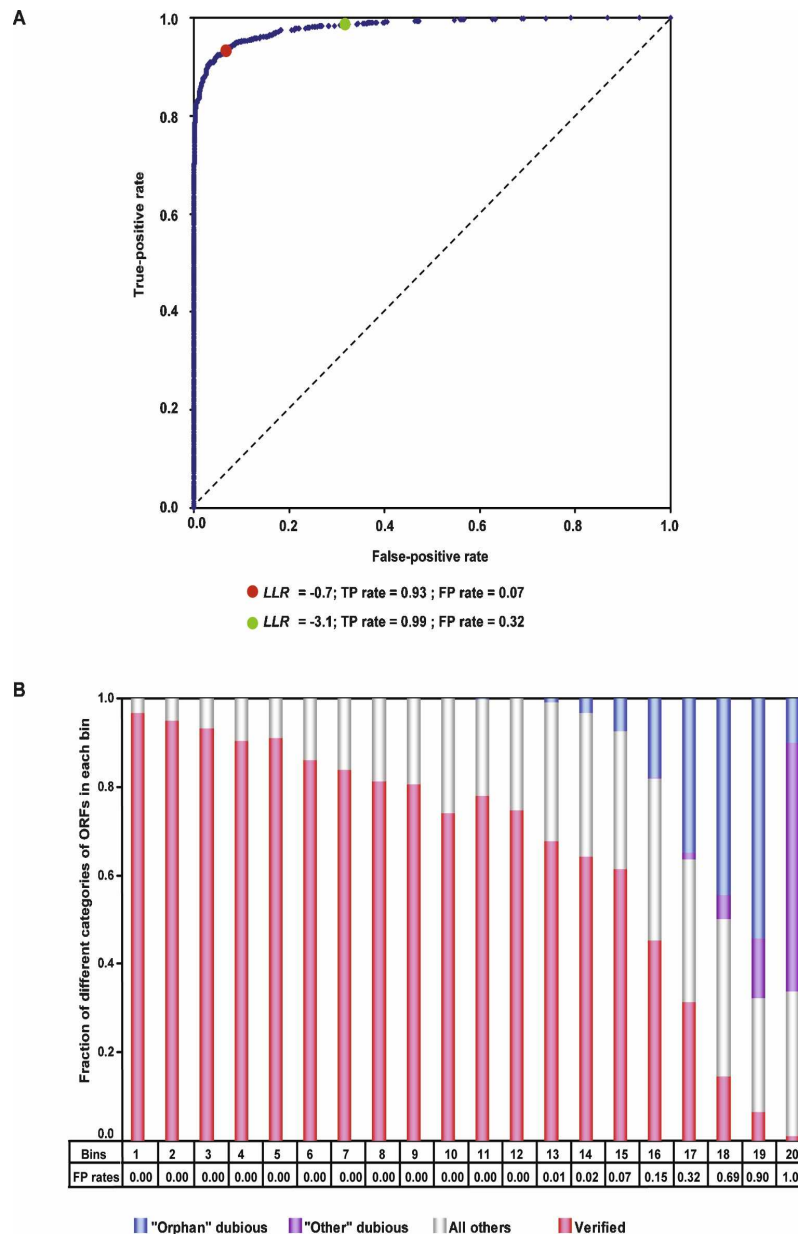 A
1.0
0.8
0.6
0.4
0.2
0.0
True-positive rate
0.0 0.2 0.4 0.6 0.8 1.0
False-positive rate
LLR = -0.7; TP rate = 0.93 ; FP rate = 0.07
LLR = -3.1; TP rate = 0.99 ; FP rate = 0.32
B
1.0
0.8
0.6
0.4
0.2
0.0
Fraction of different categories of ORFs in each bin
Bins 1 2 3 4 5 6 7 8 9 10 11 12 13 14 15 16 17 18 19 20
FP rates 0.00 0.00 0.00 0.00 0.00 0.00 0.00 0.00 0.00 0.00 0.00 0.00 0.01 0.02 0.07 0.15 0.32 0.69 0.90 1.0
"Orphan" dubious "Other" dubious All others Verified